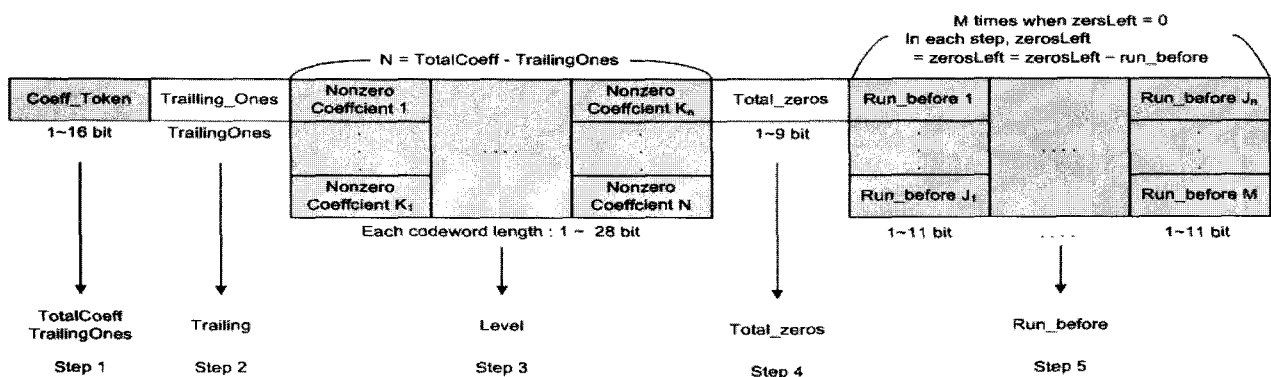 M times when zersLeft = 0
In each step, zerosLeft
= zerosLeft = zerosLeft − run_before
N = TotalCoeff - TrailingOnes
Coeff_Token
Trailling_Ones
Nonzero
Coeffcient 1
Nonzero
Coeffcient Kn
Total_zeros
Run_before 1
Run_before Jn
1~16 bit
TrailingOnes
....
1~9 bit
....
Nonzero
Coeffcient K1
Nonzero
Coeffcient N
Run_before J1
Run_before M
Each codeword length : 1 ~ 28 bit
1~11 bit
....
1~11 bit
TotalCoeff
TrailingOnes
Trailing
Level
Total_zeros
Run_before
Step 1
Step 2
Step 3
Step 4
Step 5